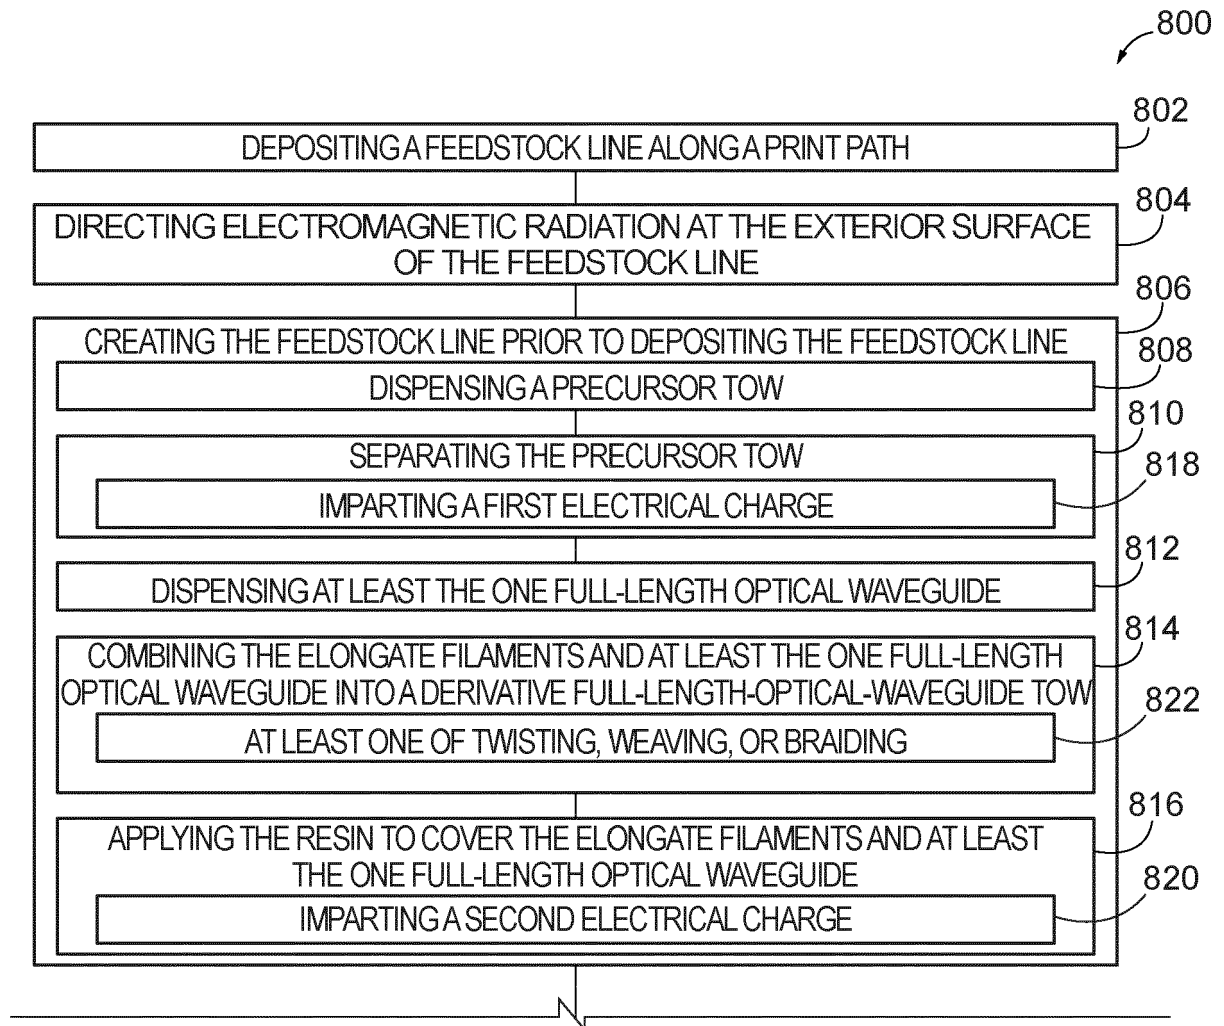 800
802
DEPOSITING A FEEDSTOCK LINE ALONG A PRINT PATH
804
DIRECTING ELECTROMAGNETIC RADIATION AT THE EXTERIOR SURFACE
OF THE FEEDSTOCK LINE
806
CREATING THE FEEDSTOCK LINE PRIOR TO DEPOSITING THE FEEDSTOCK LINE
808
DISPENSING A PRECURSOR TOW
810
SEPARATING THE PRECURSOR TOW
818
IMPARTING A FIRST ELECTRICAL CHARGE
812
DISPENSING AT LEAST THE ONE FULL-LENGTH OPTICAL WAVEGUIDE
814
COMBINING THE ELONGATE FILAMENTS AND AT LEAST THE ONE FULL-LENGTH
OPTICAL WAVEGUIDE INTO A DERIVATIVE FULL-LENGTH-OPTICAL-WAVEGUIDE TOW
822
AT LEAST ONE OF TWISTING, WEAVING, OR BRAIDING
816
APPLYING THE RESIN TO COVER THE ELONGATE FILAMENTS AND AT LEAST
THE ONE FULL-LENGTH OPTICAL WAVEGUIDE
820
IMPARTING A SECOND ELECTRICAL CHARGE